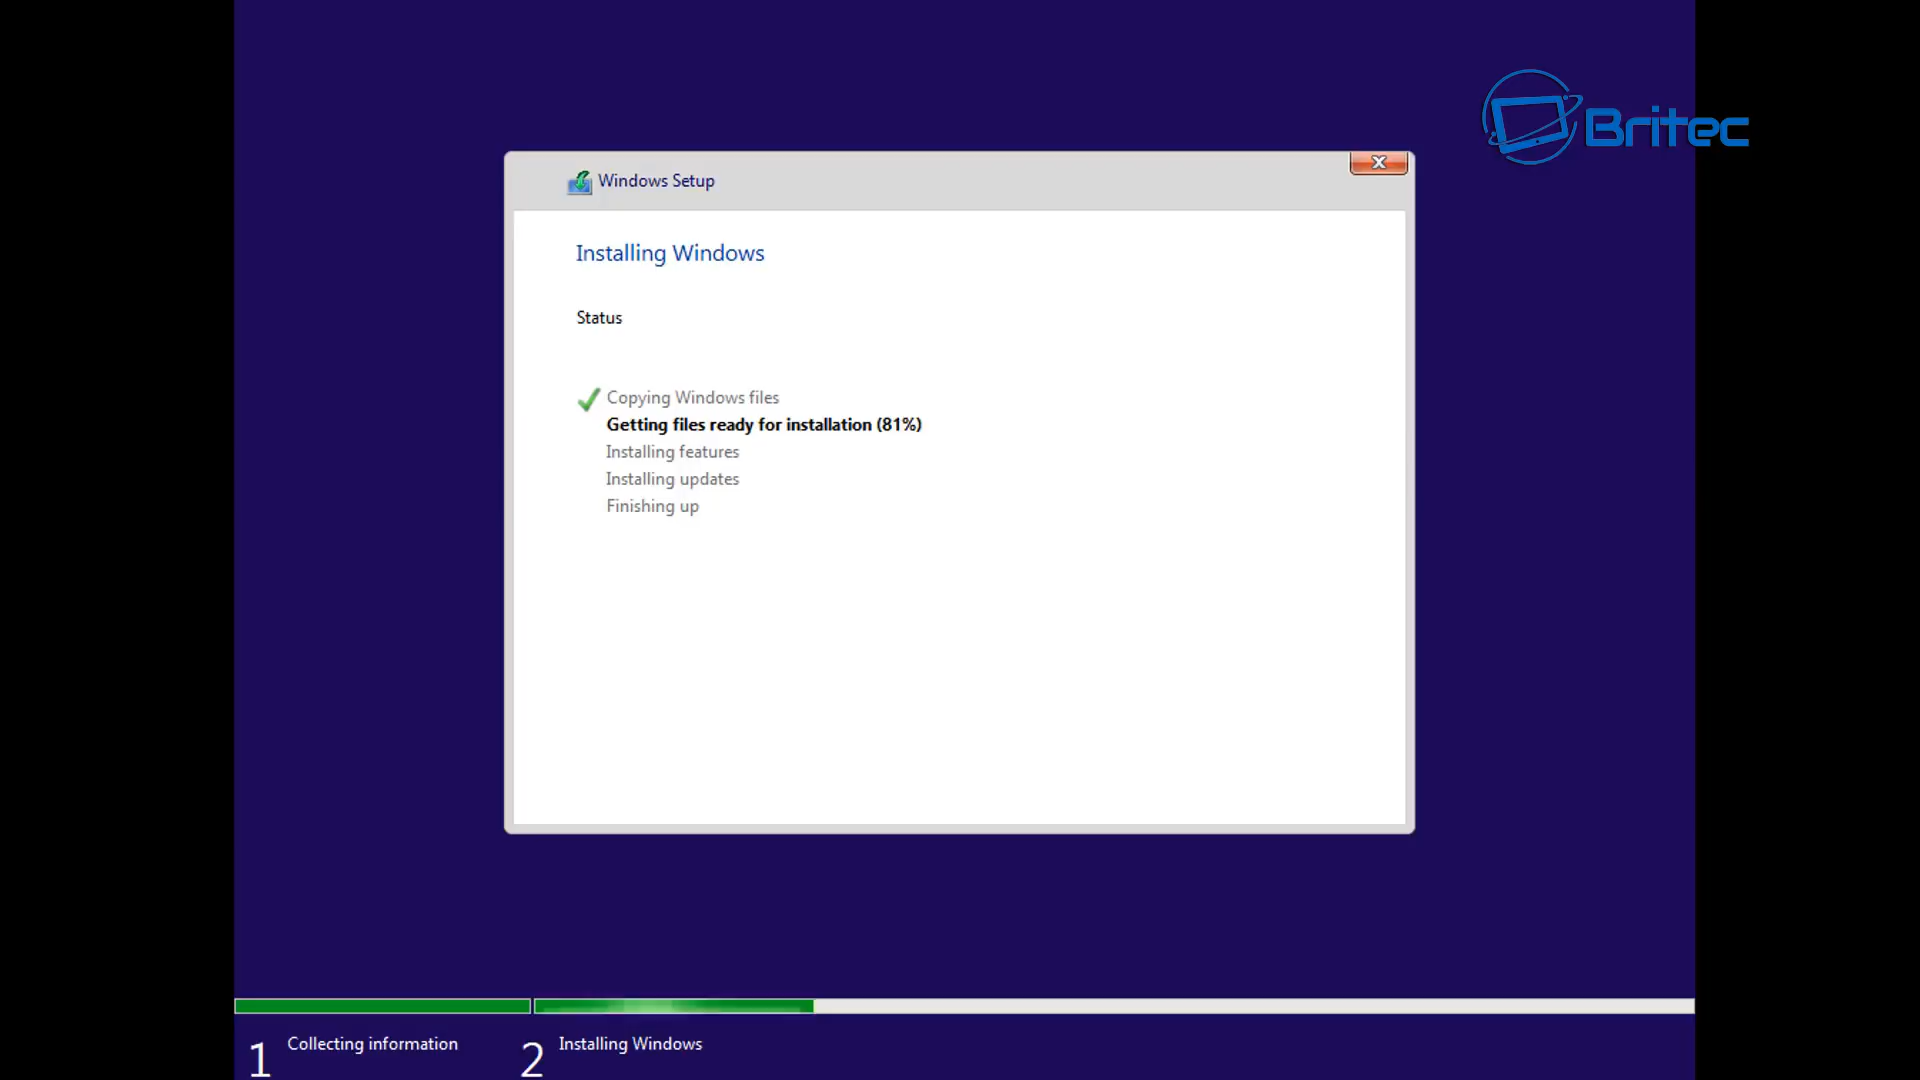 Britec
Windows Setup
Installing Windows
Status
Copying Windows files
Getting files ready for installation (81%)
Installing features
Installing updates
Finishing up
1 Collecting information
2 Installing Windows